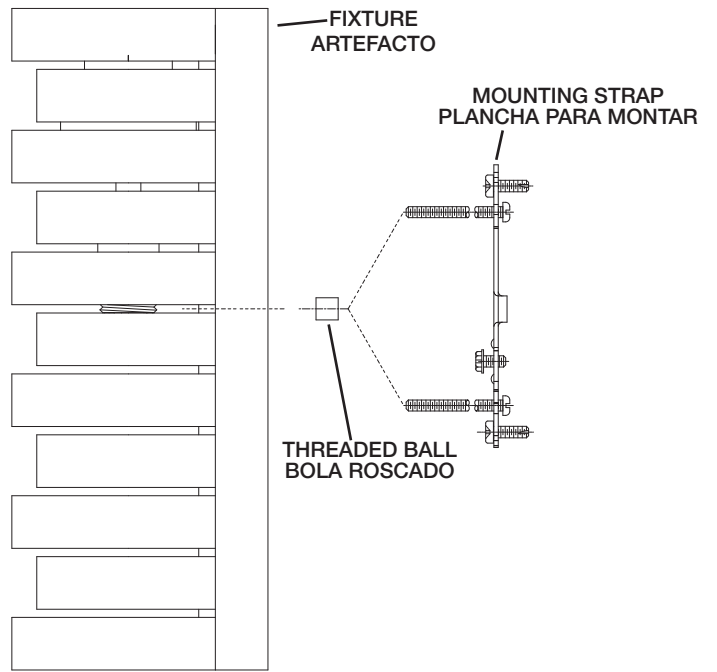 FIXTURE
ARTEFACTO
MOUNTING STRAP
PLANCHA PARA MONTAR
THREADED BALL
BOLA ROSCADO